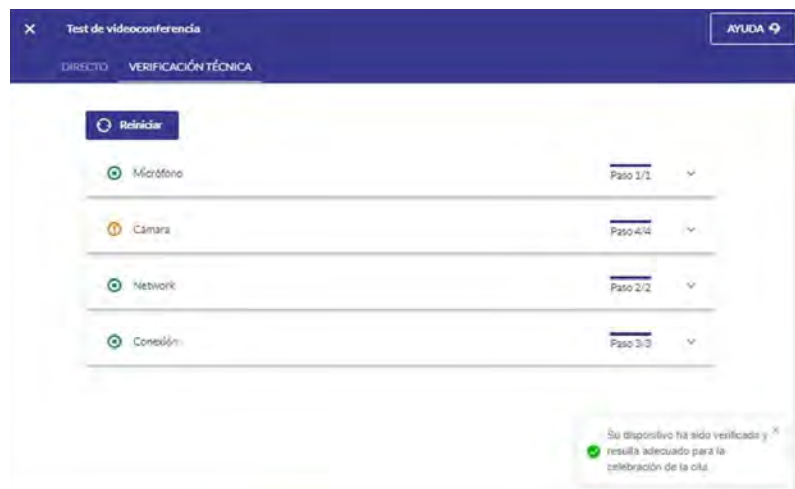 Test de videoconferencia
AYUDA
DIRECTO VERIFICACIÓN TÉCNICA
Reiniciar
Micrófono Paso 1/1
Cámara Paso 4/4
Network Paso 2/2
Conexión Paso 3/3
Su dispositivo ha sido verificado y
resulta adecuado para la
celebración de la cita.